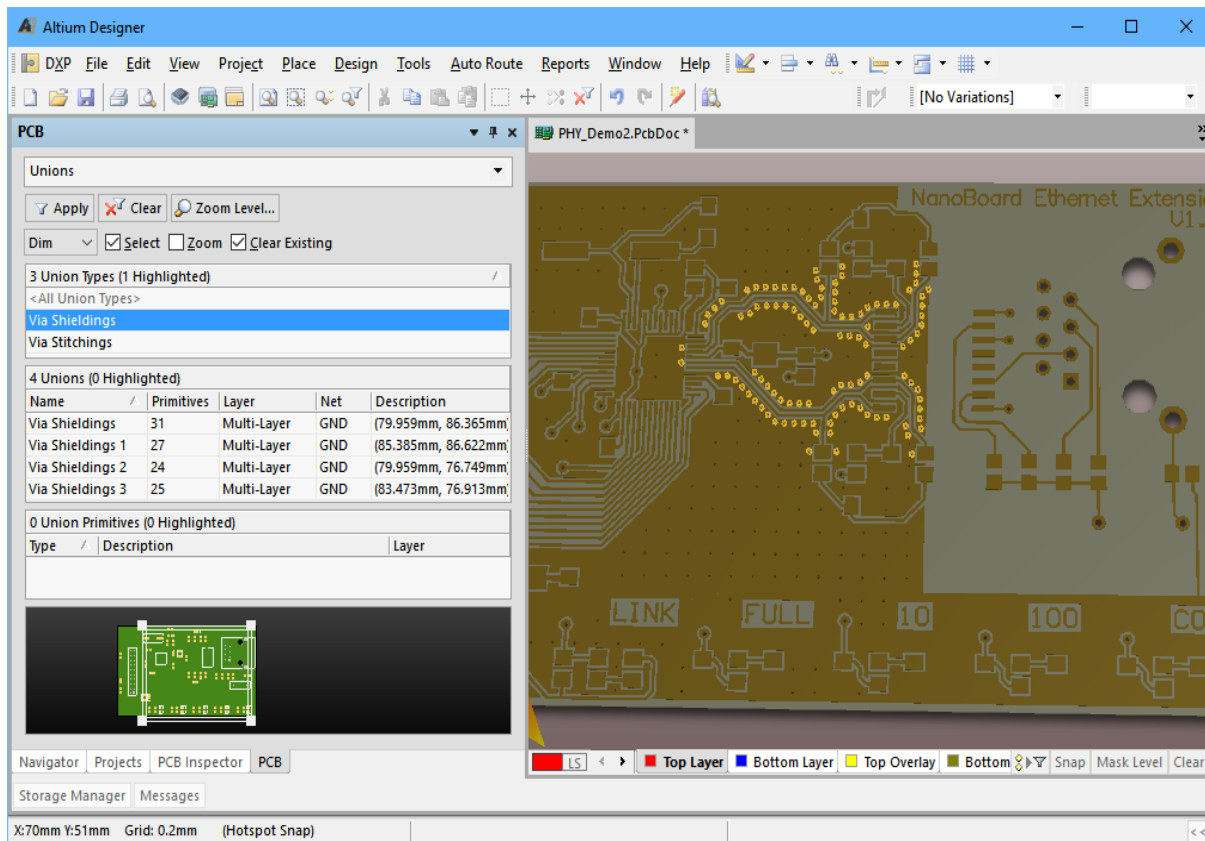 Altium Designer
DXP File Edit View Project Place Design Tools Auto Route Reports Window Help
[No Variations]
PCB
PHY_Demo2.PcbDoc *
Unions
Apply Clear Zoom Level...
Dim Select Zoom Clear Existing
3 Union Types (1 Highlighted)
<All Union Types>
Via Shieldings
Via Stitchings
4 Unions (0 Highlighted)
Name Primitives Layer Net Description
Via Shieldings 31 Multi-Layer GND (79.959mm, 86.365mm)
Via Shieldings 1 27 Multi-Layer GND (85.385mm, 86.622mm)
Via Shieldings 2 24 Multi-Layer GND (79.959mm, 76.749mm)
Via Shieldings 3 25 Multi-Layer GND (83.473mm, 76.913mm)
0 Union Primitives (0 Highlighted)
Type Description Layer
NanoBoard Ethernet Extensi
V1.
LINK FULL 10 100 CO
Navigator Projects PCB Inspector PCB
LS Top Layer Bottom Layer Top Overlay Bottom Snap Mask Level Clear
Storage Manager Messages
X:70mm Y:51mm Grid: 0.2mm (Hotspot Snap)